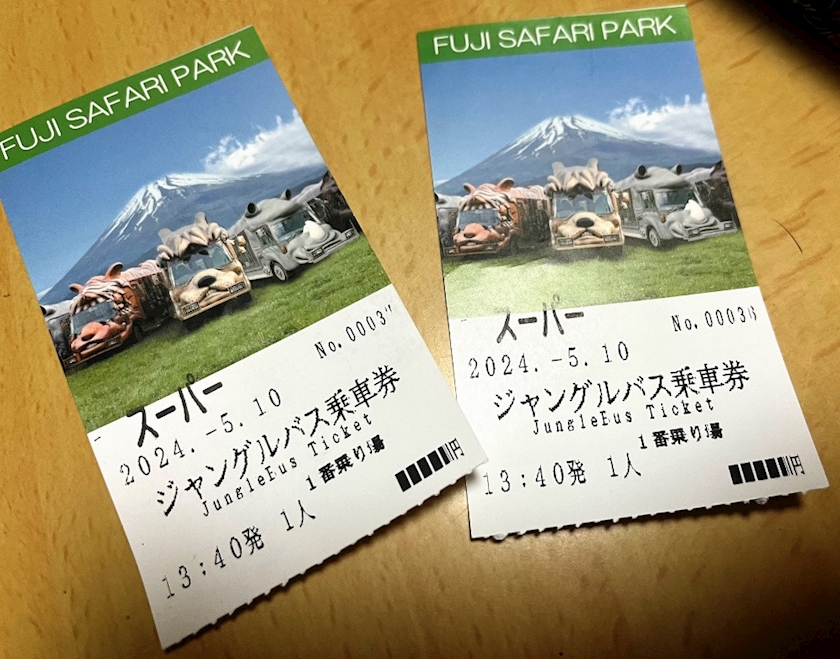 FUJI SAFARI PARK
スーパー
No.0003
2024.-5.10
ジャングルバス乗車券
JungleBus Ticket
1番乗り場
13:40発 1人
円
FUJI SAFARI PARK
スーパー
No.00036
2024.-5.10
ジャングルバス乗車券
JungleBus Ticket
1番乗り場
13:40発 1人
円